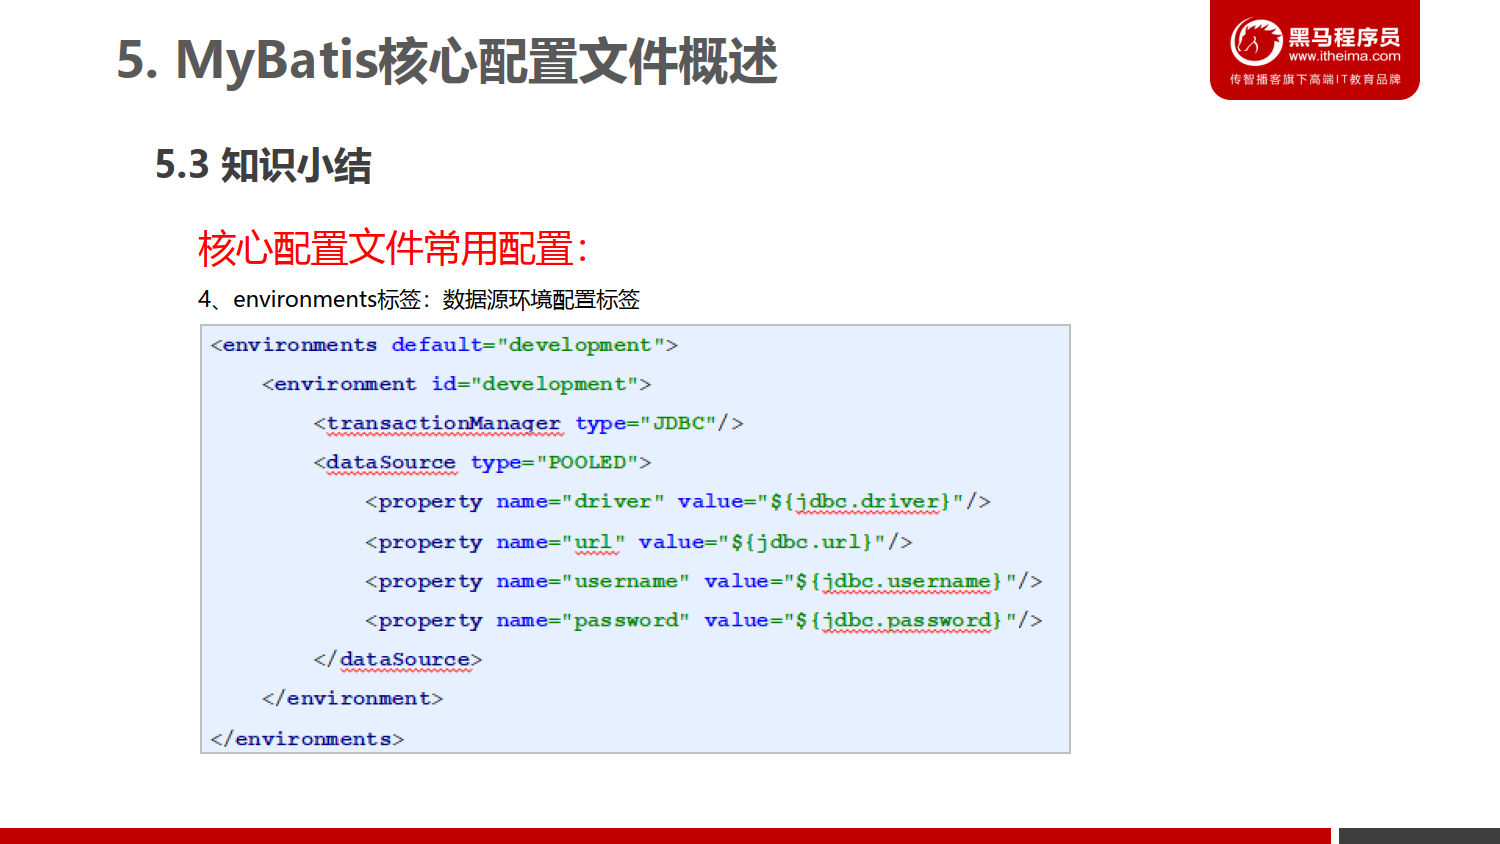 5. MyBatis核心配置文件概述
黑马程序员
www.itheima.com
传智播客旗下高端IT教育品牌
5.3 知识小结
核心配置文件常用配置：
4、environments标签：数据源环境配置标签
<environments default="development">
    <environment id="development">
        <transactionManager type="JDBC"/>
        <dataSource type="POOLED">
            <property name="driver" value="${jdbc.driver}"/>
            <property name="url" value="${jdbc.url}"/>
            <property name="username" value="${jdbc.username}"/>
            <property name="password" value="${jdbc.password}"/>
        </dataSource>
    </environment>
</environments>